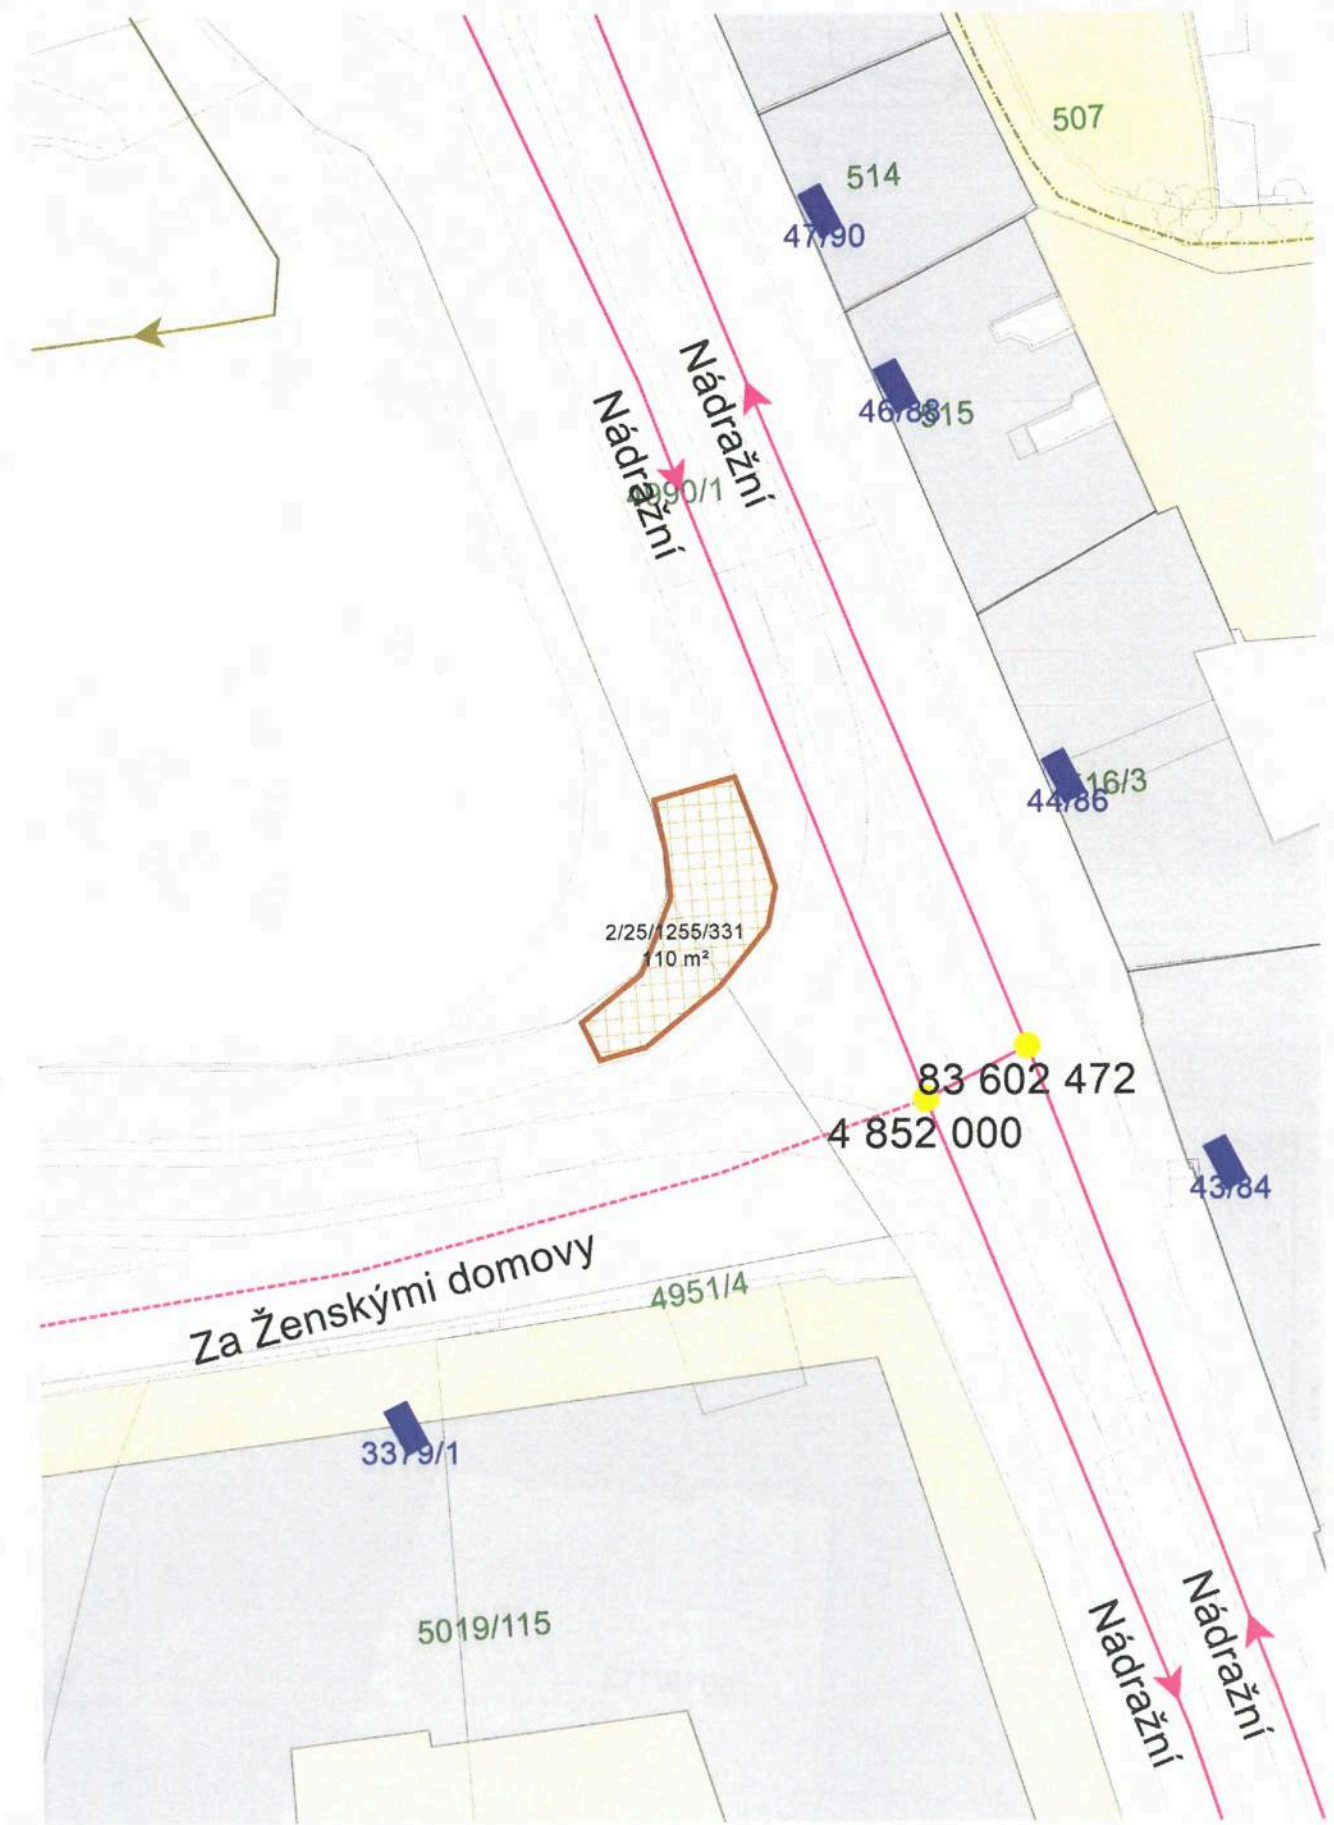 507
514
47/90
Nádražní
Nádražní
46/88
515
4990/1
16/3
44/86
2/25/1255/331
110 m²
83 602 472
4 852 000
43/84
Za Ženskými domovy
4951/4
3379/1
5019/115
Nádražní
Nádražní